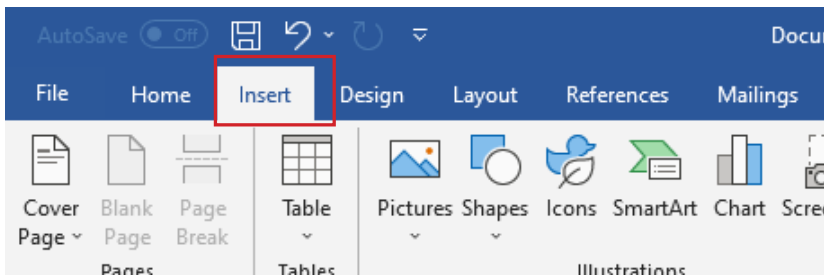 AutoSave Off Docu
File Home Insert Design Layout References Mailings
Cover Blank Page Table Pictures Shapes Icons SmartArt Chart Scre
Page Page Break
Pages Tables Illustrations